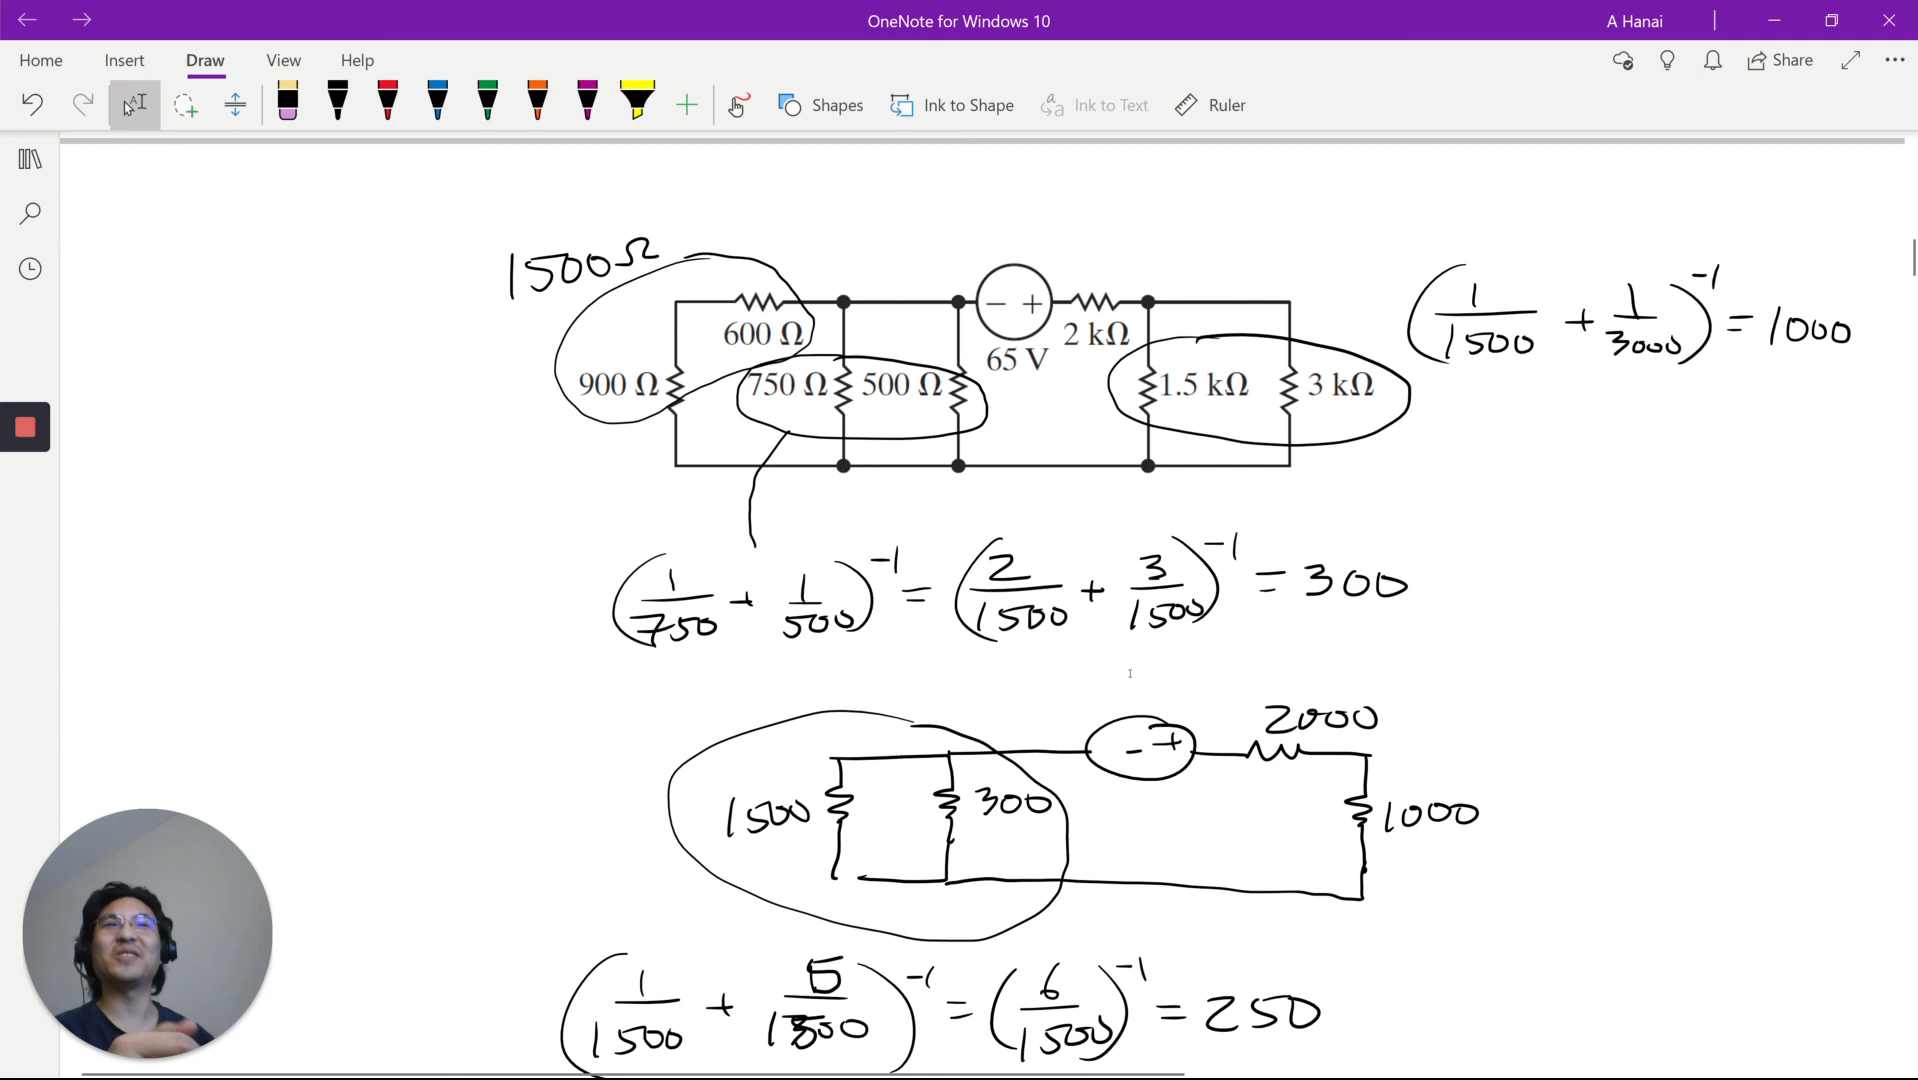 OneNote for Windows 10
A Hanai
Home Insert Draw View Help
Share
Shapes Ink to Shape Ink to Text Ruler
1500Ω
600 Ω
900 Ω
750 Ω
500 Ω
− +
65 V
2 kΩ
1.5 kΩ
3 kΩ
(1/1500 + 1/3000)^-1 = 1000
(1/750 + 1/500)^-1 = (2/1500 + 3/1500)^-1 = 300
2000
- +
1500
300
1000
(1/1500 + 5/1500)^-1 = (6/1500)^-1 = 250